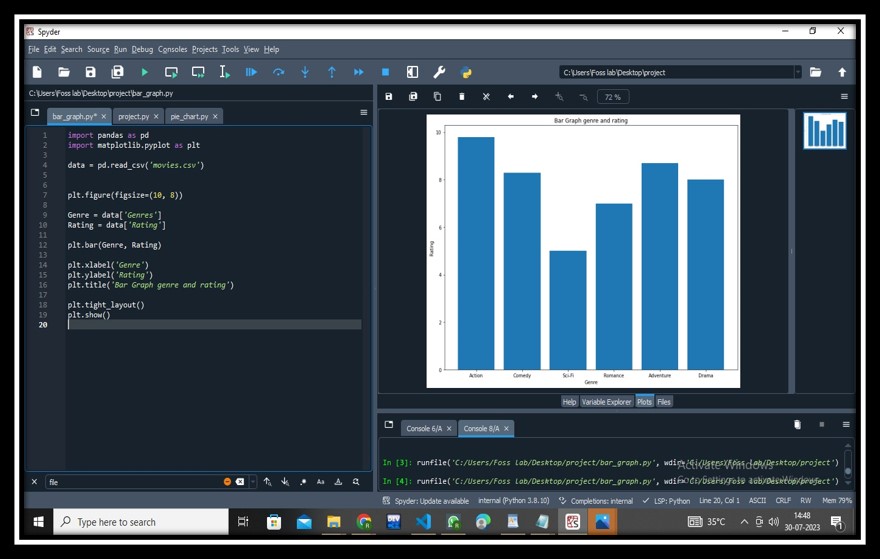 Spyder
File Edit Search Source Run Debug Consoles Projects Tools View Help
C:\Users\Foss lab\Desktop\project
C:\Users\Foss lab\Desktop\project\bar_graph.py
bar_graph.py*
project.py
pie_chart.py
1 import pandas as pd
2 import matplotlib.pyplot as plt
3
4 data = pd.read_csv('movies.csv')
5
6
7 plt.figure(figsize=(10, 8))
8
9 Genre = data['Genres']
10 Rating = data['Rating']
11
12 plt.bar(Genre, Rating)
13
14 plt.xlabel('Genre')
15 plt.ylabel('Rating')
16 plt.title('Bar Graph genre and rating')
17
18 plt.tight_layout()
19 plt.show()
20
file
Aa
72 %
Bar Graph genre and rating
10
8
6
4
2
0
Rating
Action Comedy Sci-Fi Romance Adventure Drama
Genre
Help Variable Explorer Plots Files
Console 6/A
Console 8/A
In [3]: runfile('C:/Users/Foss lab/Desktop/project/bar_graph.py', wdir='C:/Users/Foss Lab/Desktop/project')
In [4]: runfile('C:/Users/Foss lab/Desktop/project/bar_graph.py', wdir='C:/Users/Foss Lab/Desktop/project')
Activate Windows
Go to Settings to activate Windows.
Spyder: Update available internal (Python 3.8.10) Completions: internal LSP: Python Line 20, Col 1 ASCII CRLF RW Mem 79%
Type here to search
35°C
14:48
30-07-2023